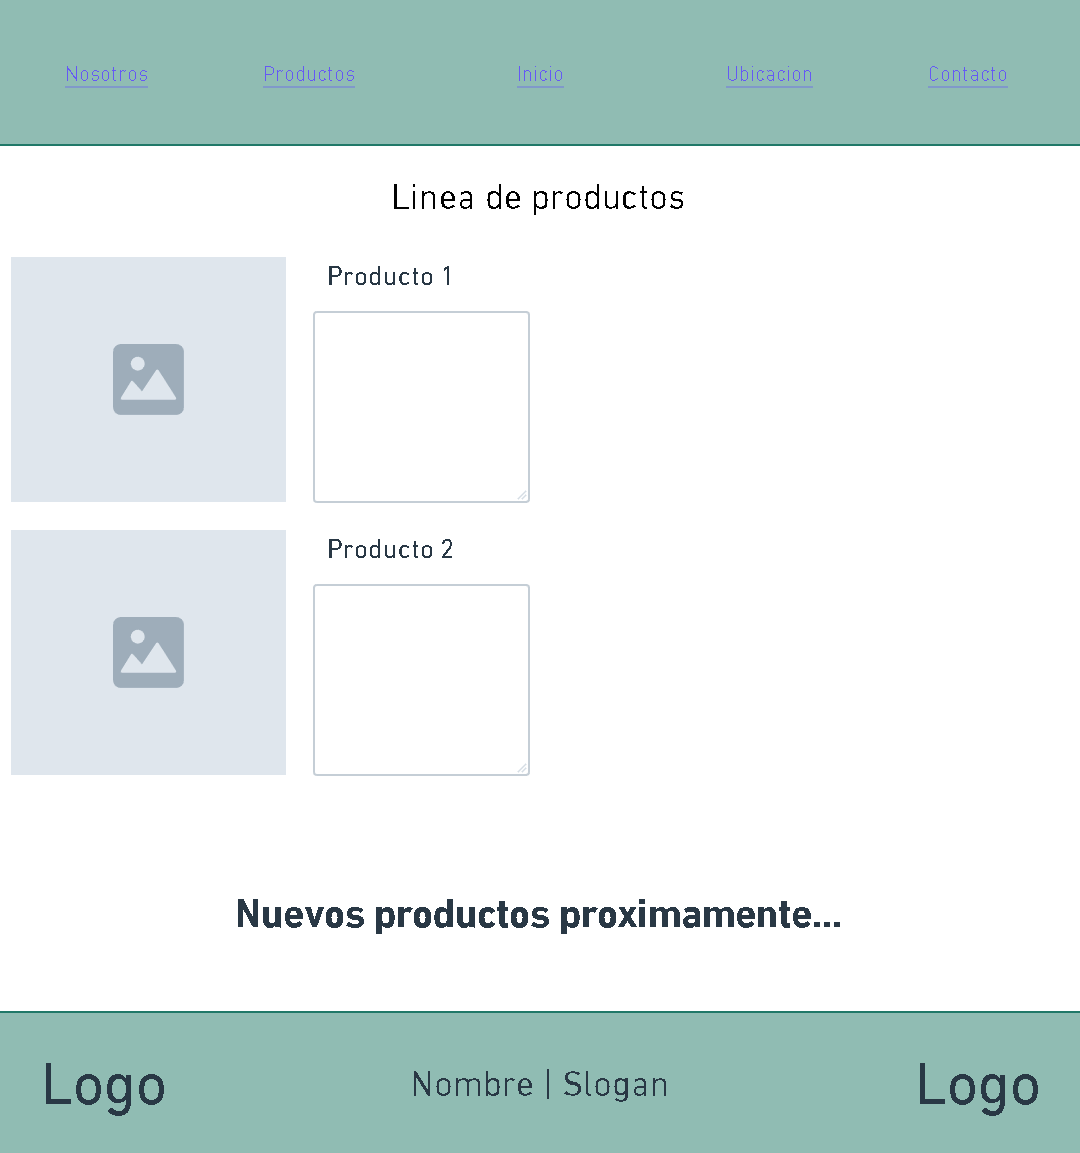 Nosotros Productos Inicio Ubicacion Contacto
Linea de productos
Producto 1
Producto 2
Nuevos productos proximamente...
Logo Nombre | Slogan Logo